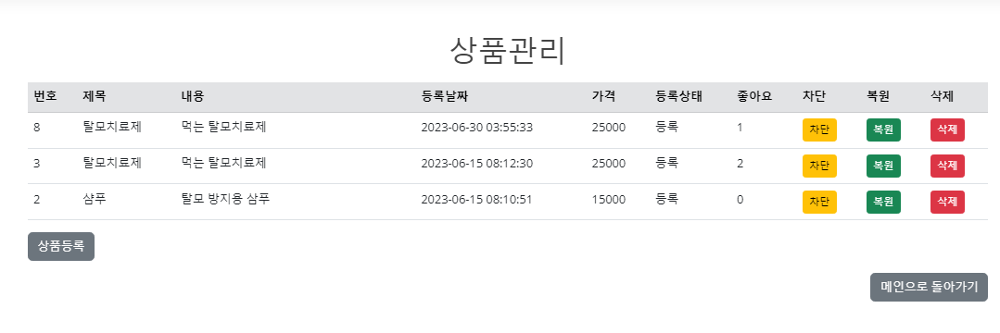 상품관리
번호 제목 내용 등록날짜 가격 등록상태 좋아요 차단 복원 삭제
8 탈모치료제 먹는 탈모치료제 2023-06-30 03:55:33 25000 등록 1 차단 복원 삭제
3 탈모치료제 먹는 탈모치료제 2023-06-15 08:12:30 25000 등록 2 차단 복원 삭제
2 샴푸 탈모 방지용 샴푸 2023-06-15 08:10:51 15000 등록 0 차단 복원 삭제
상품등록
메인으로 돌아가기